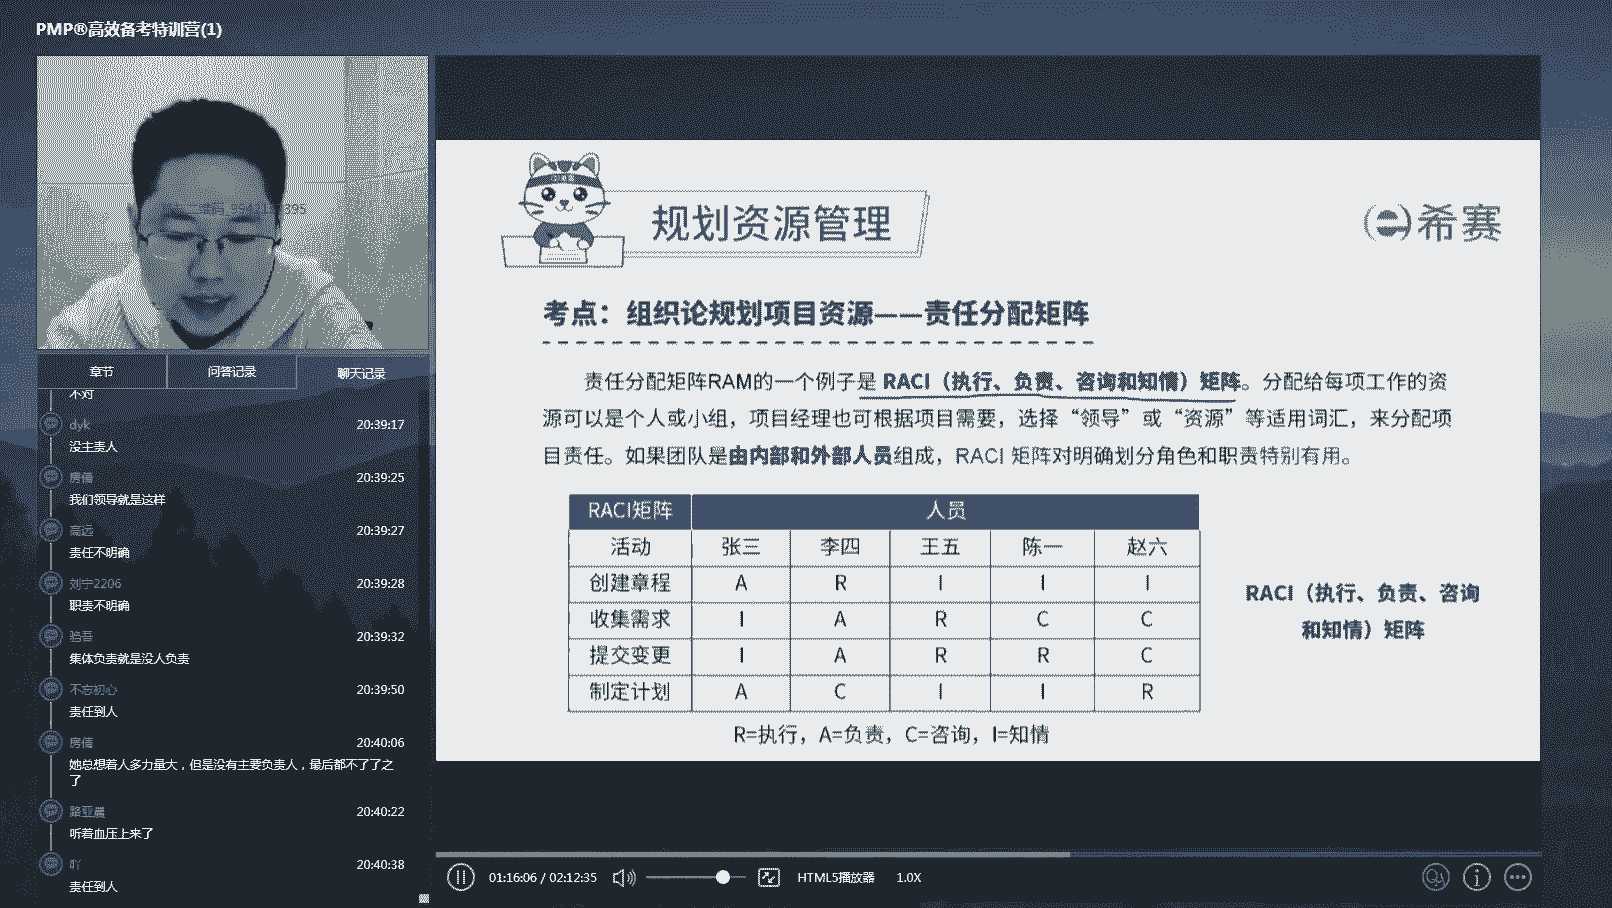 PMP®高效备考特训营(1)
章节
问答记录
聊天记录
不对
dyk
20:39:17
没主责人
房倩
20:39:25
我们领导就是这样
高远
20:39:27
责任不明确
刘宁2206
20:39:28
职责不明确
20:39:32
集体负责就是没人负责
不忘初心
20:39:50
责任到人
房倩
20:40:06
她总想着人多力量大，但是没有主要负责人，最后都不了了之
了
路亚晨
20:40:22
听着血压上来了
吖
20:40:38
责任到人
规划资源管理
希赛
考点：组织论规划项目资源——责任分配矩阵
责任分配矩阵RAM的一个例子是 RACI（执行、负责、咨询和知情）矩阵。分配给每项工作的资
源可以是个人或小组，项目经理也可根据项目需要，选择“领导”或“资源”等适用词汇，来分配项
目责任。如果团队是由内部和外部人员组成，RACI 矩阵对明确划分角色和职责特别有用。
RACI矩阵 人员
活动 张三 李四 王五 陈一 赵六
创建章程 A R I I I
收集需求 I A R C C
提交变更 I A R R C
制定计划 A C I I R
R=执行，A=负责，C=咨询，I=知情
RACI（执行、负责、咨询
和知情）矩阵
01:16:06 / 02:12:35
HTML5播放器
1.0X